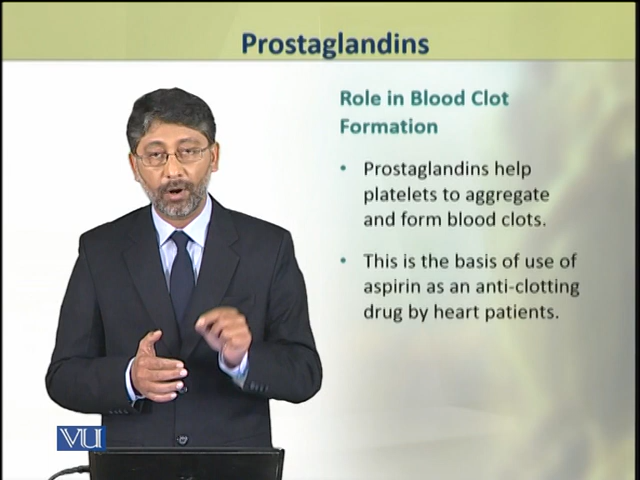 Prostaglandins
Role in Blood Clot
Formation
• Prostaglandins help
platelets to aggregate
and form blood clots.
• This is the basis of use of
aspirin as an anti-clotting
drug by heart patients.
VU